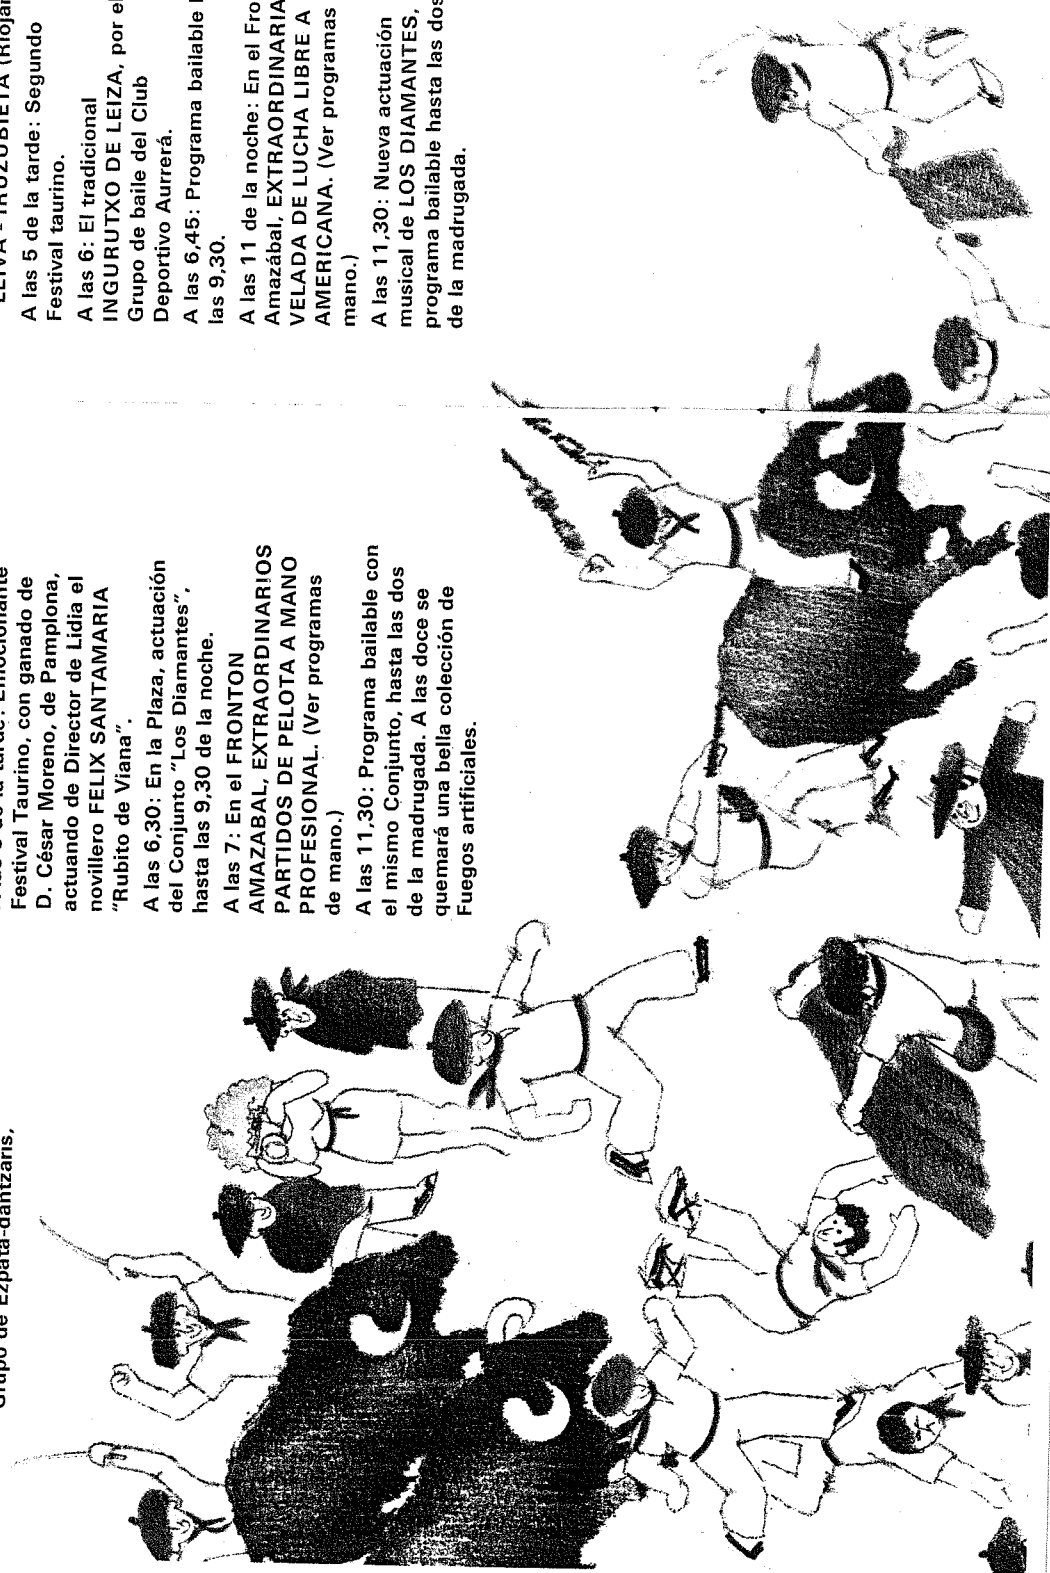 Grupo de Ezpata-dantzaris,
Festival Taurino, con ganado de
D. César Moreno, de Pamplona,
actuando de Director de Lidia el
novillero FELIX SANTAMARIA
"Rubito de Viana".
A las 6,30: En la Plaza, actuación
del Conjunto "Los Diamantes",
hasta las 9,30 de la noche.
A las 7: En el FRONTON
AMAZABAL, EXTRAORDINARIOS
PARTIDOS DE PELOTA A MANO
PROFESIONAL. (Ver programas
de mano.)
A las 11,30: Programa bailable con
el mismo Conjunto, hasta las dos
de la madrugada. A las doce se
quemará una bella colección de
Fuegos artificiales.
LEIVA - IRUZUBIETA (Riojan
A las 5 de la tarde: Segundo
Festival taurino.
A las 6: El tradicional
INGURUTXO DE LEIZA, por el
Grupo de baile del Club
Deportivo Aurrerá.
A las 6,45: Programa bailable
las 9,30.
A las 11 de la noche: En el Fro
Amazábal, EXTRAORDINARIA
VELADA DE LUCHA LIBRE A
AMERICANA. (Ver programas
mano.)
A las 11,30: Nueva actuación
musical de LOS DIAMANTES,
programa bailable hasta las dos
de la madrugada.